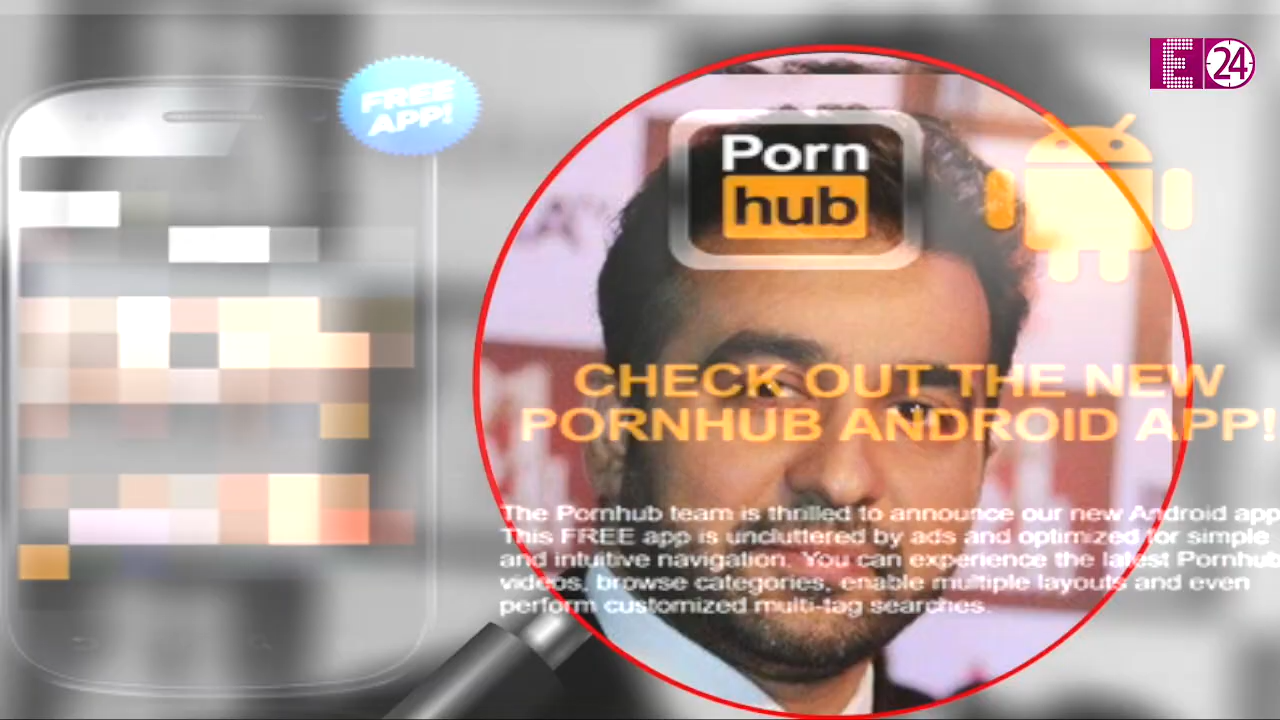 E 24
FREE
APP!
Porn
hub
CHECK OUT THE NEW
PORNHUB ANDROID APP!
The Pornhub team is thrilled to announce our new Android app
This FREE app is uncluttered by ads and optimized for simple
and intuitive navigation. You can experience the latest Pornhub
videos, browse categories, enable multiple layouts and even
perform customized multi-tag searches.